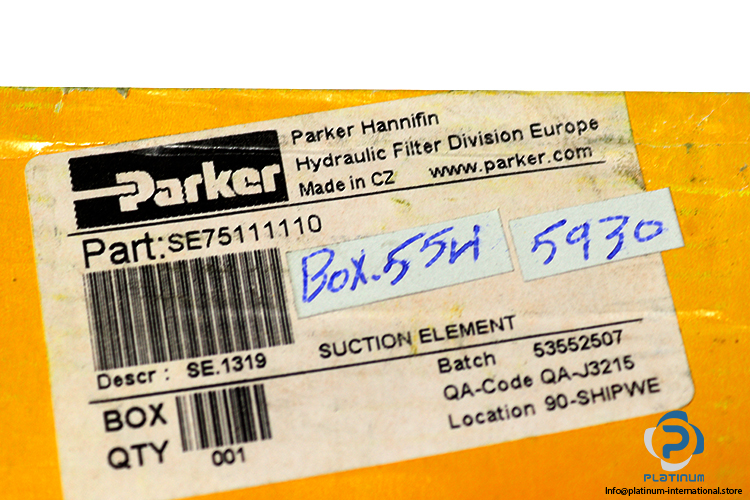 Parker
Parker Hannifin
Hydraulic Filter Division Europe
Made in CZ www.parker.com
Part: SE75111110
Box.55H
5930
Descr : SE.1319 SUCTION ELEMENT
BOX
QTY
001
Batch 53552507
QA-Code QA-J3215
Location 90-SHIPWE
PLATINUM
Info@platinum-international.store